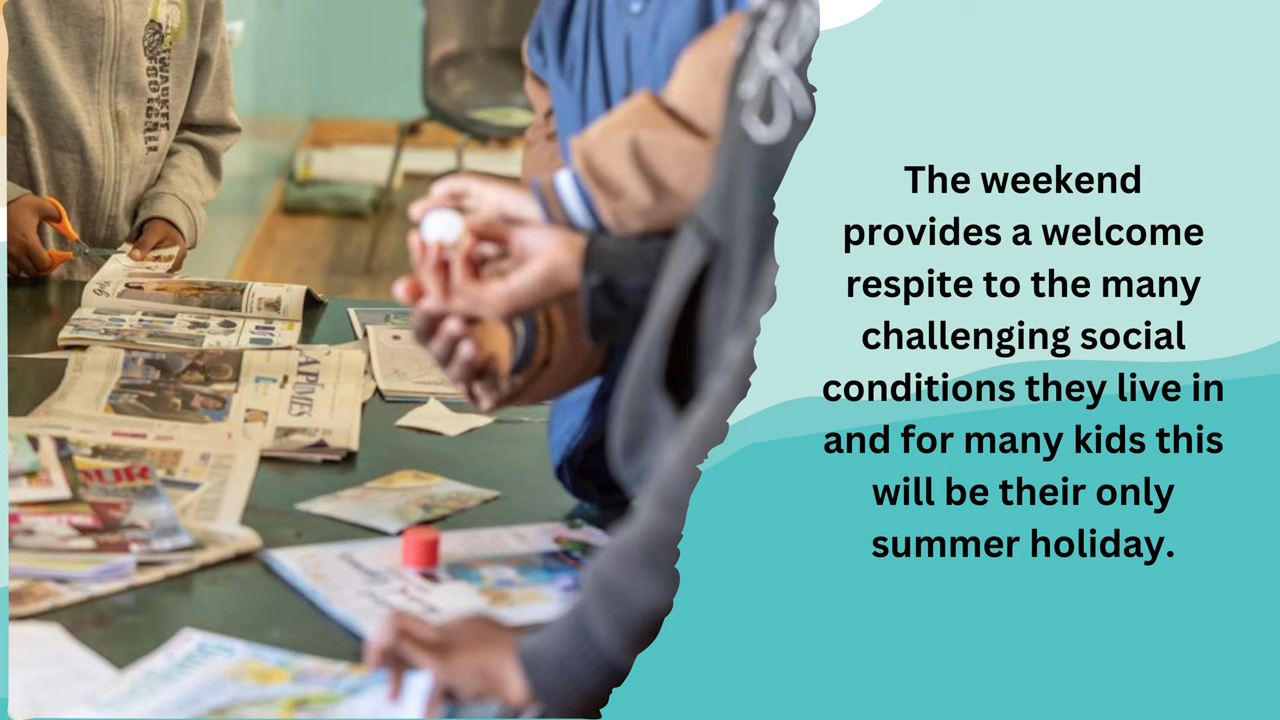 The weekend
provides a welcome
respite to the many
challenging social
conditions they live in
and for many kids this
will be their only
summer holiday.